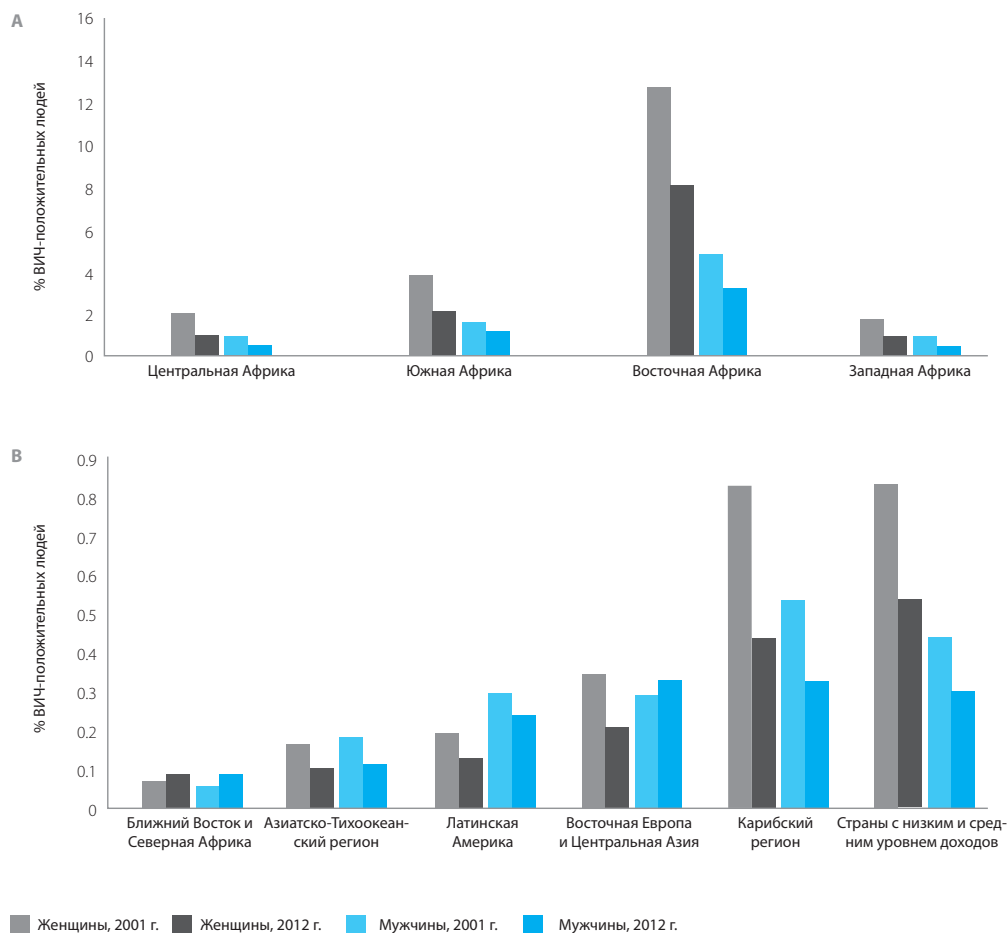 A
% ВИЧ-положительных людей
16
14
12
10
8
6
4
2
0
Центральная Африка
Южная Африка
Восточная Африка
Западная Африка
B
% ВИЧ-положительных людей
0.9
0.8
0.7
0.6
0.5
0.4
0.3
0.2
0.1
0
Ближний Восток и
Северная Африка
Азиатско-Тихоокеан-
ский регион
Латинская
Америка
Восточная Европа
и Центральная Азия
Карибский
регион
Страны с низким и сред-
ним уровнем доходов
Женщины, 2001 г.
Женщины, 2012 г.
Мужчины, 2001 г.
Мужчины, 2012 г.